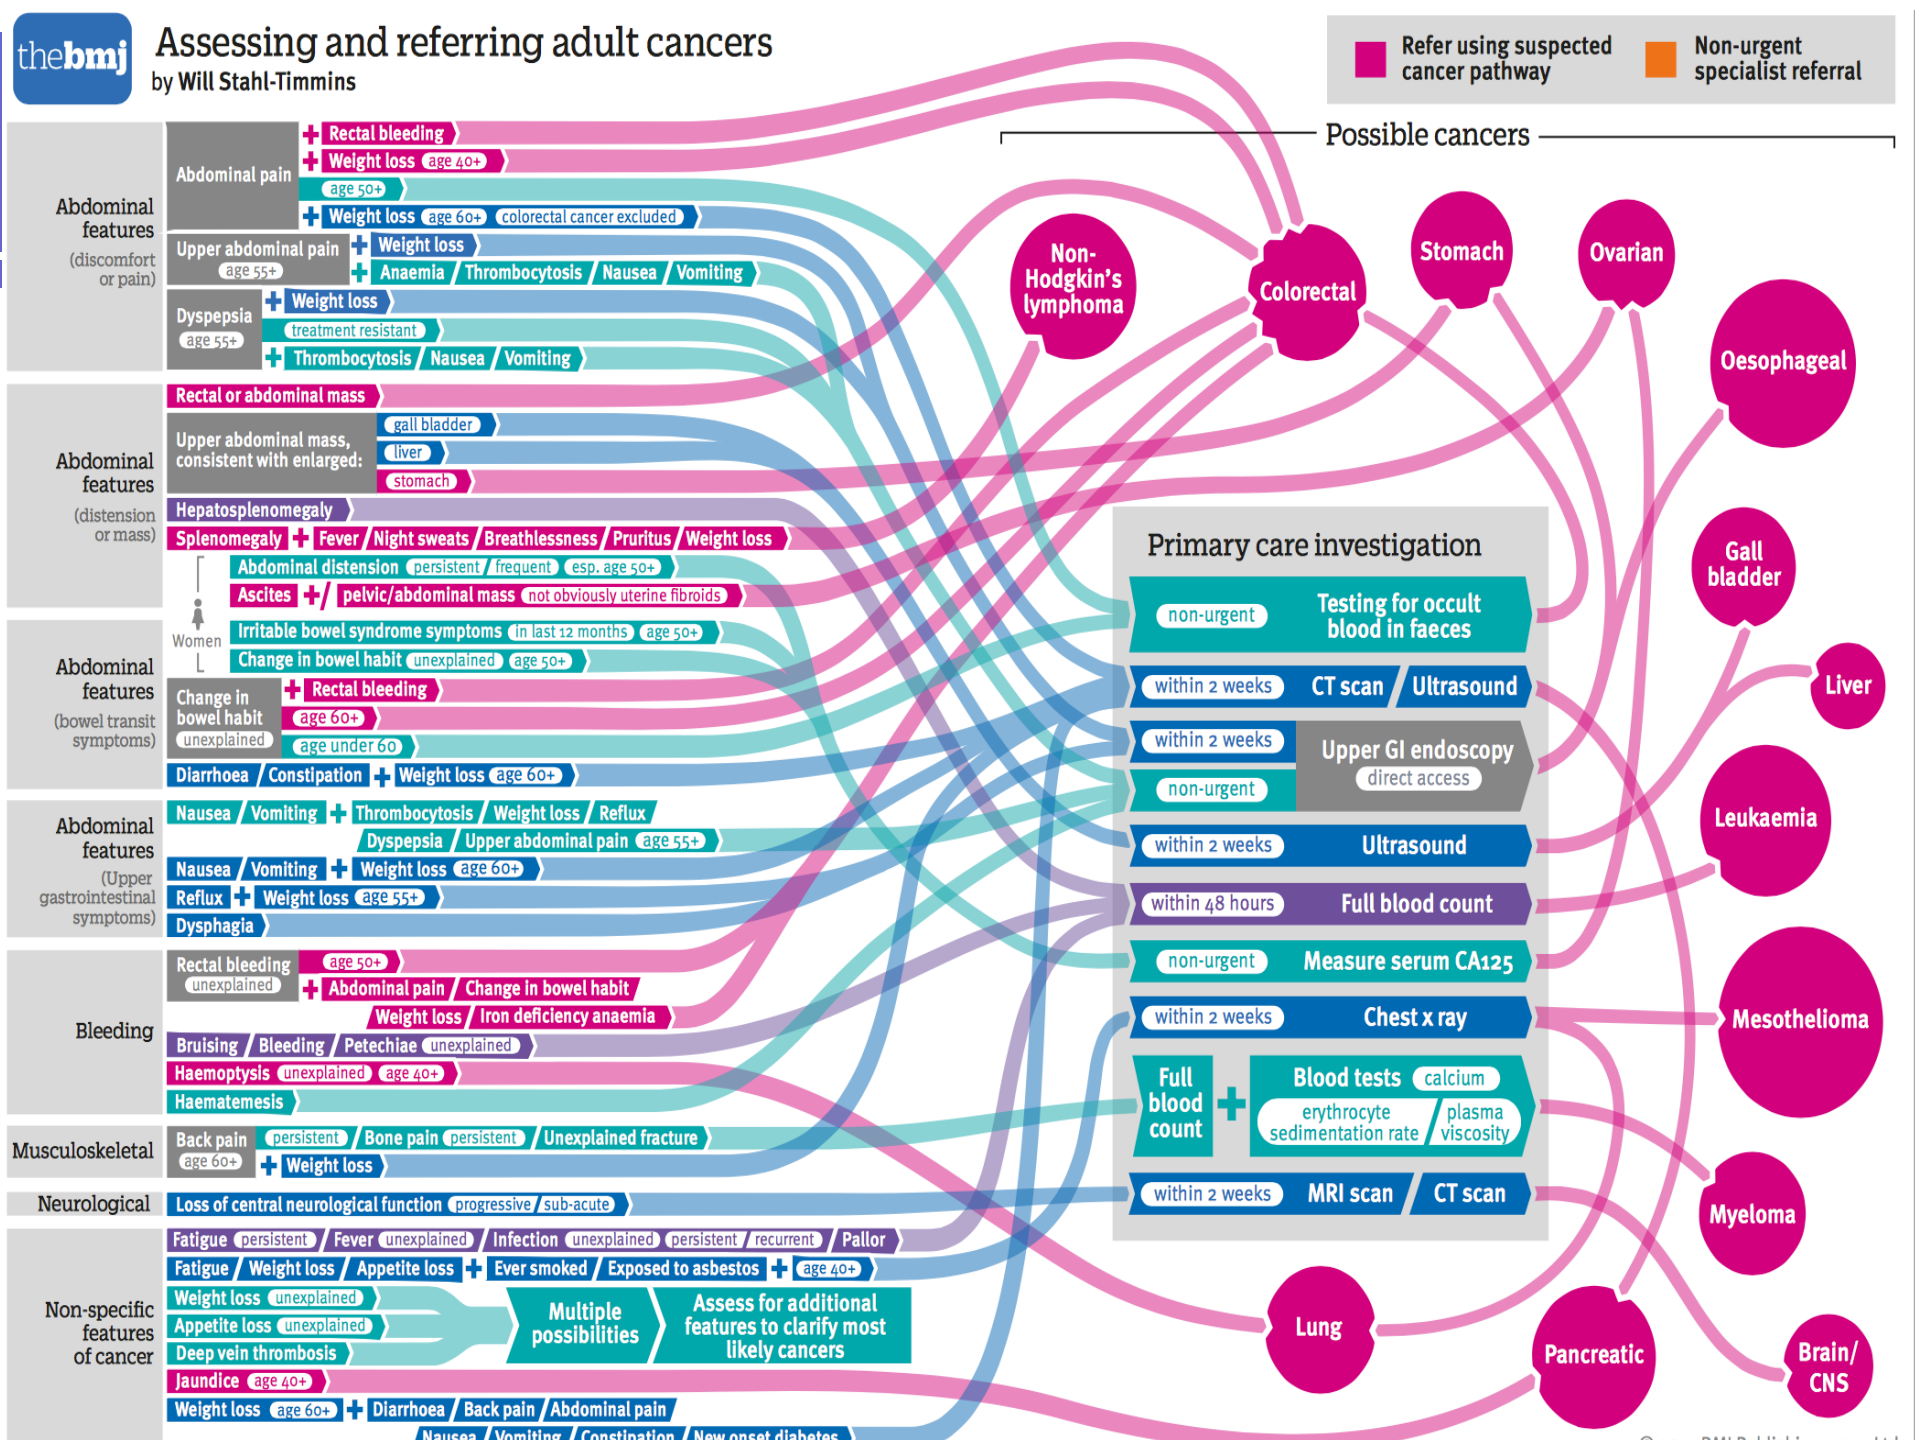 thebmj
Assessing and referring adult cancers
by Will Stahl-Timmins
Refer using suspected
cancer pathway
Non-urgent
specialist referral
Possible cancers
Abdominal
features
(discomfort
or pain)
Abdominal pain
+ Rectal bleeding
+ Weight loss age 40+
age 50+
+ Weight loss age 60+ colorectal cancer excluded
Upper abdominal pain
age 55+
+ Weight loss
+ Anaemia / Thrombocytosis / Nausea / Vomiting
Dyspepsia
age 55+
+ Weight loss
treatment resistant
+ Thrombocytosis / Nausea / Vomiting
Abdominal
features
(distension
or mass)
Rectal or abdominal mass
Upper abdominal mass,
consistent with enlarged:
gall bladder
liver
stomach
Hepatosplenomegaly
Splenomegaly + Fever / Night sweats / Breathlessness / Pruritus / Weight loss
Women
Abdominal distension persistent / frequent esp. age 50+
Ascites +/ pelvic/abdominal mass not obviously uterine fibroids
Abdominal
features
(bowel transit
symptoms)
Irritable bowel syndrome symptoms in last 12 months age 50+
Change in bowel habit unexplained age 50+
Change in
bowel habit
unexplained
+ Rectal bleeding
age 60+
age under 60
Diarrhoea / Constipation + Weight loss age 60+
Abdominal
features
(Upper
gastrointestinal
symptoms)
Nausea / Vomiting + Thrombocytosis / Weight loss / Reflux
Dyspepsia / Upper abdominal pain age 55+
Nausea / Vomiting + Weight loss age 60+
Reflux + Weight loss age 55+
Dysphagia
Bleeding
Rectal bleeding
unexplained
age 50+
+ Abdominal pain / Change in bowel habit
Weight loss / Iron deficiency anaemia
Bruising / Bleeding / Petechiae unexplained
Haemoptysis unexplained age 40+
Haematemesis
Musculoskeletal
Back pain
age 60+
persistent / Bone pain persistent / Unexplained fracture
+ Weight loss
Neurological
Loss of central neurological function progressive / sub-acute
Non-specific
features
of cancer
Fatigue persistent / Fever unexplained / Infection unexplained persistent / recurrent / Pallor
Fatigue / Weight loss / Appetite loss + Ever smoked / Exposed to asbestos + age 40+
Weight loss unexplained
Appetite loss unexplained
Deep vein thrombosis
Multiple
possibilities
Assess for additional
features to clarify most
likely cancers
Jaundice age 40+
Weight loss age 60+ + Diarrhoea / Back pain / Abdominal pain
Nausea / Vomiting / Constipation / New onset diabetes
Primary care investigation
non-urgent Testing for occult
blood in faeces
within 2 weeks CT scan / Ultrasound
within 2 weeks
non-urgent
Upper GI endoscopy
direct access
within 2 weeks Ultrasound
within 48 hours Full blood count
non-urgent Measure serum CA125
within 2 weeks Chest x ray
Full
blood
count
+
Blood tests calcium
erythrocyte
sedimentation rate / plasma
viscosity
within 2 weeks MRI scan / CT scan
Non-
Hodgkin's
lymphoma
Colorectal
Stomach
Ovarian
Oesophageal
Gall
bladder
Liver
Leukaemia
Mesothelioma
Myeloma
Lung
Pancreatic
Brain/
CNS